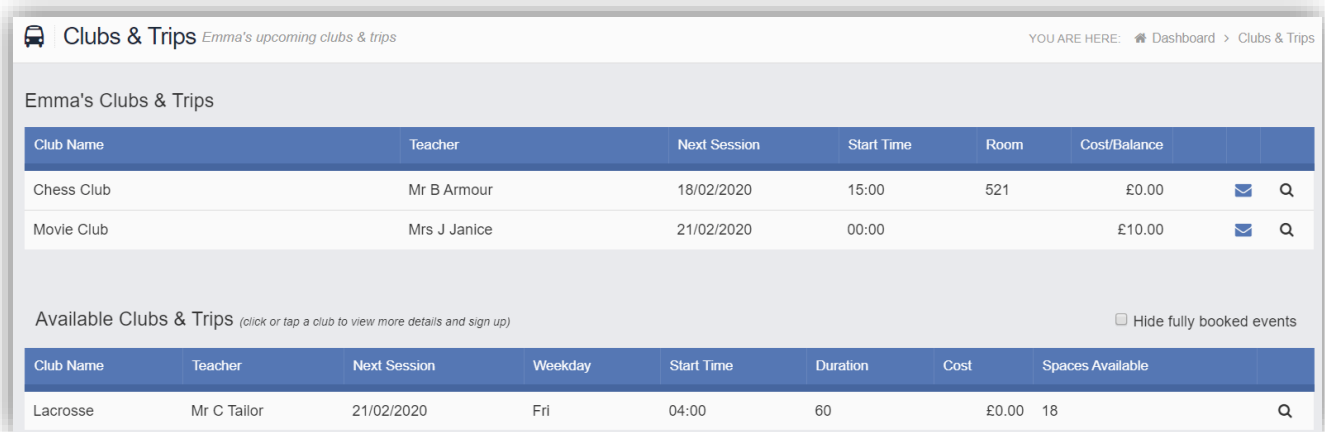 Clubs & Trips Emma's upcoming clubs & trips YOU ARE HERE: Dashboard > Clubs & Trips
Emma's Clubs & Trips
Club Name Teacher Next Session Start Time Room Cost/Balance
Chess Club Mr B Armour 18/02/2020 15:00 521 £0.00
Movie Club Mrs J Janice 21/02/2020 00:00 £10.00
Available Clubs & Trips (click or tap a club to view more details and sign up) Hide fully booked events
Club Name Teacher Next Session Weekday Start Time Duration Cost Spaces Available
Lacrosse Mr C Tailor 21/02/2020 Fri 04:00 60 £0.00 18